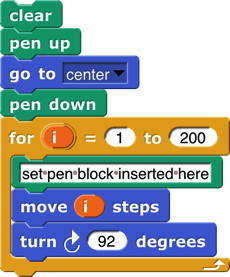 clear
pen up
go to center
pen down
for i = 1 to 200
set pen block inserted here
move i steps
turn 92 degrees